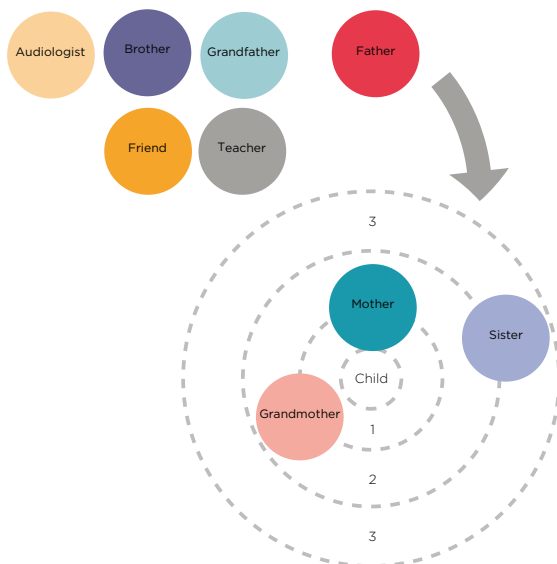 Audiologist
Brother
Grandfather
Father
Friend
Teacher
3
Mother
Sister
Child
Grandmother
1
2
3